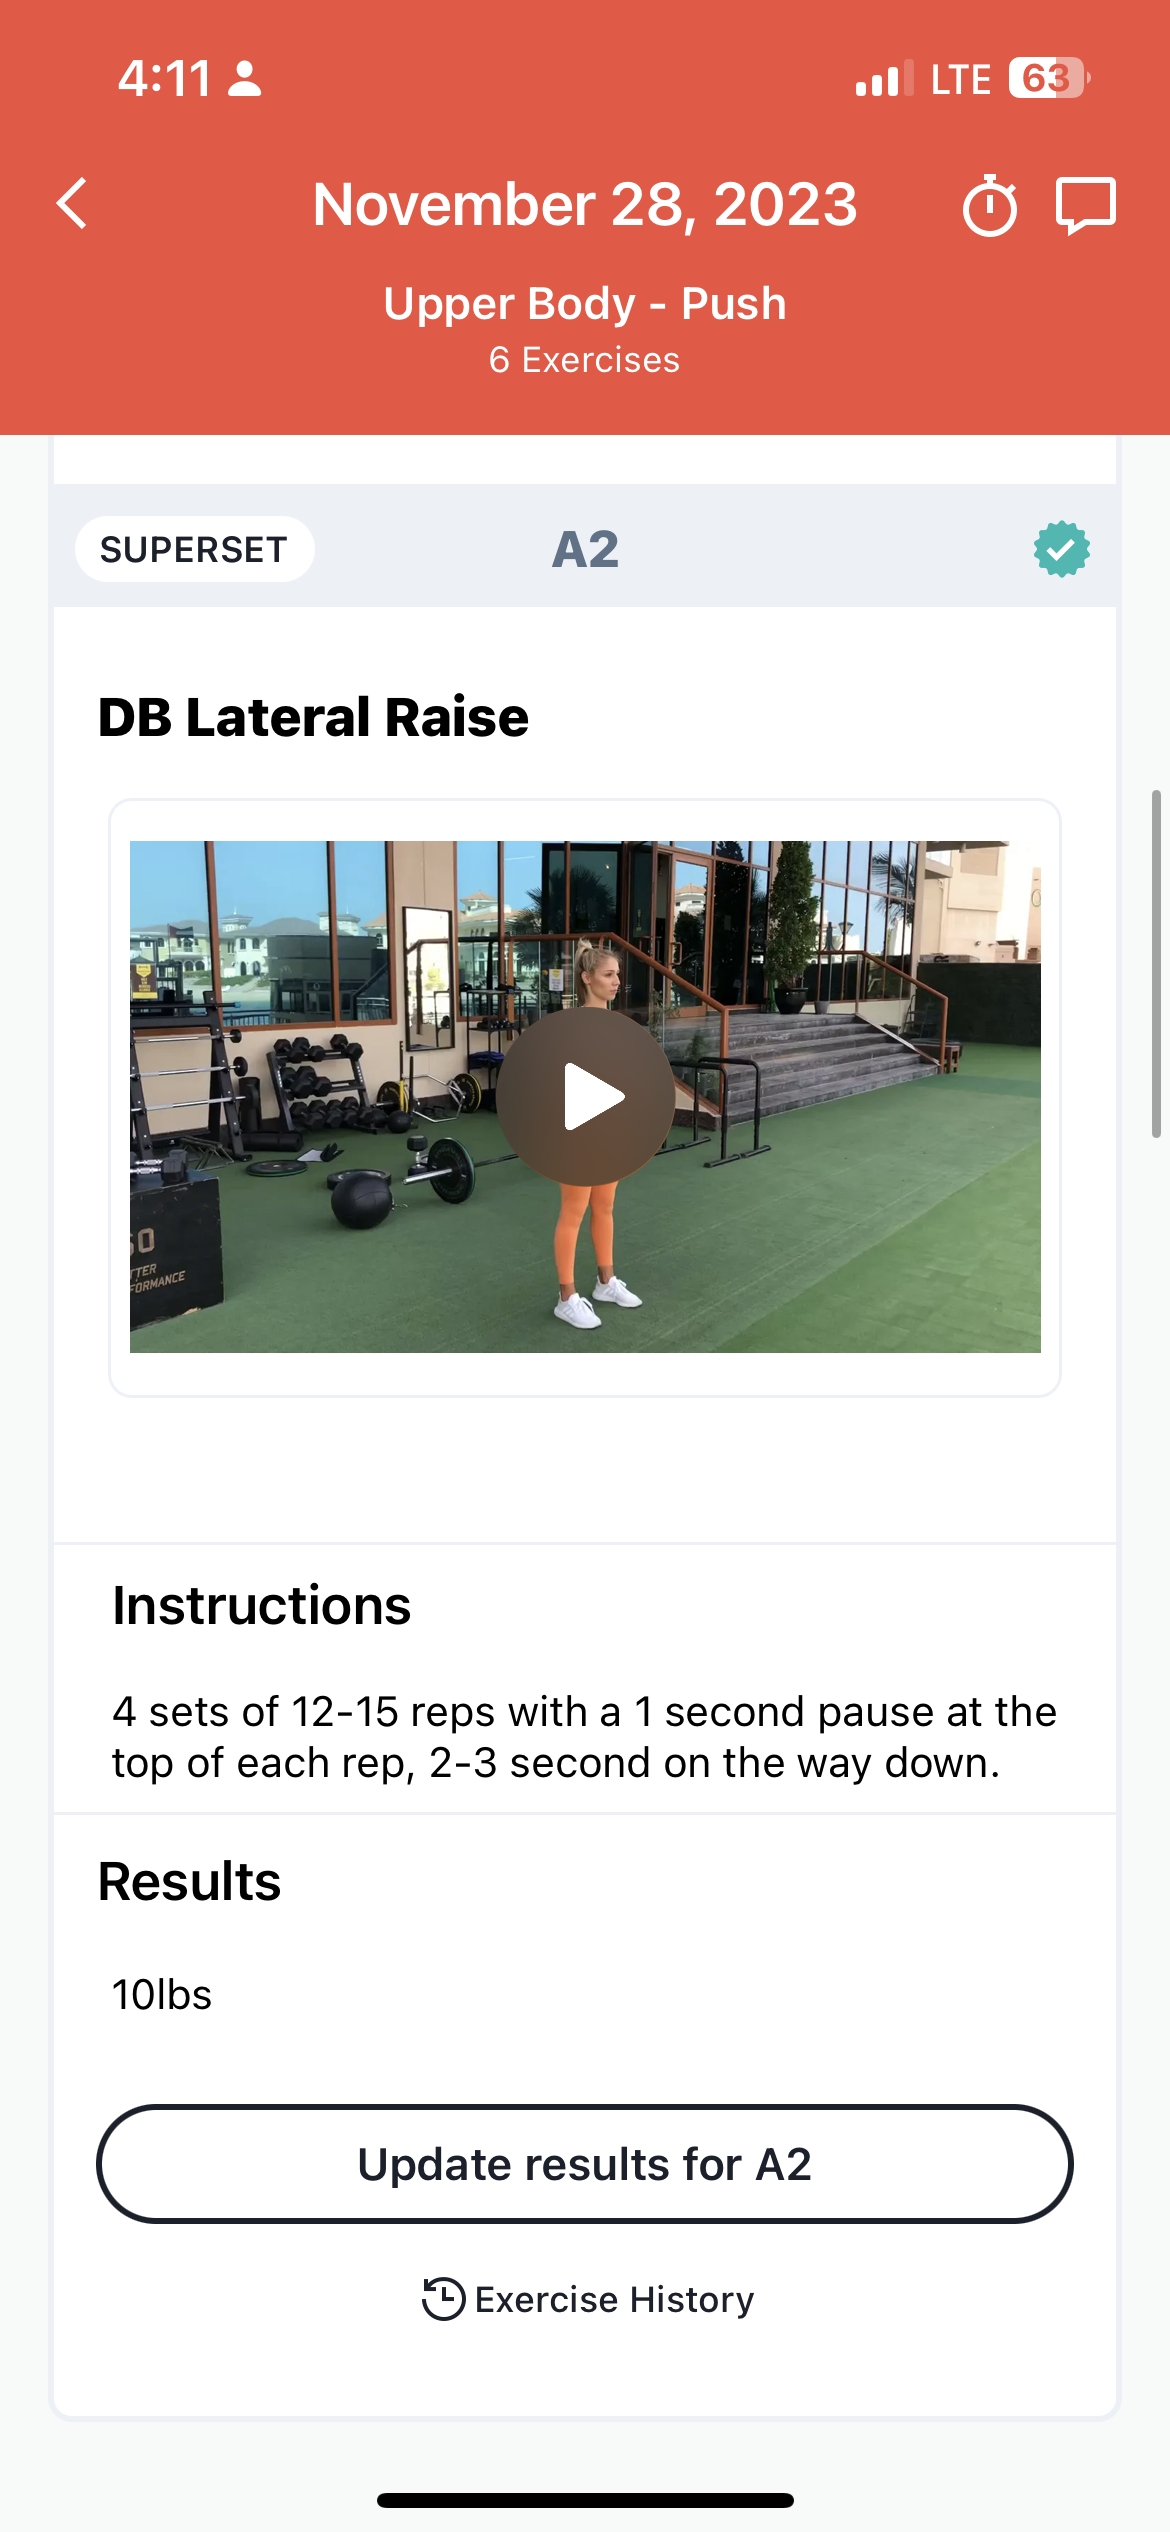 4:11
LTE 63
November 28, 2023
Upper Body - Push
6 Exercises
SUPERSET
A2
DB Lateral Raise
Instructions
4 sets of 12-15 reps with a 1 second pause at the
top of each rep, 2-3 second on the way down.
Results
10lbs
Update results for A2
Exercise History